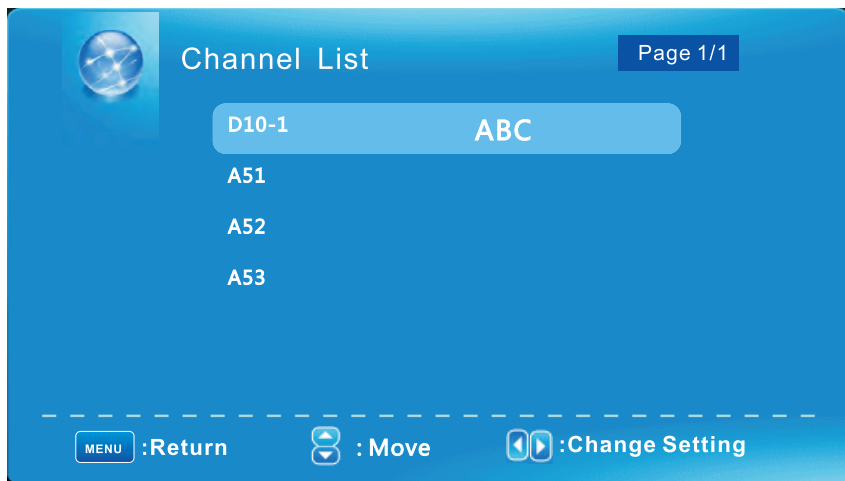 Channel List
Page 1/1
D10-1 ABC
A51
A52
A53
MENU :Return : Move :Change Setting